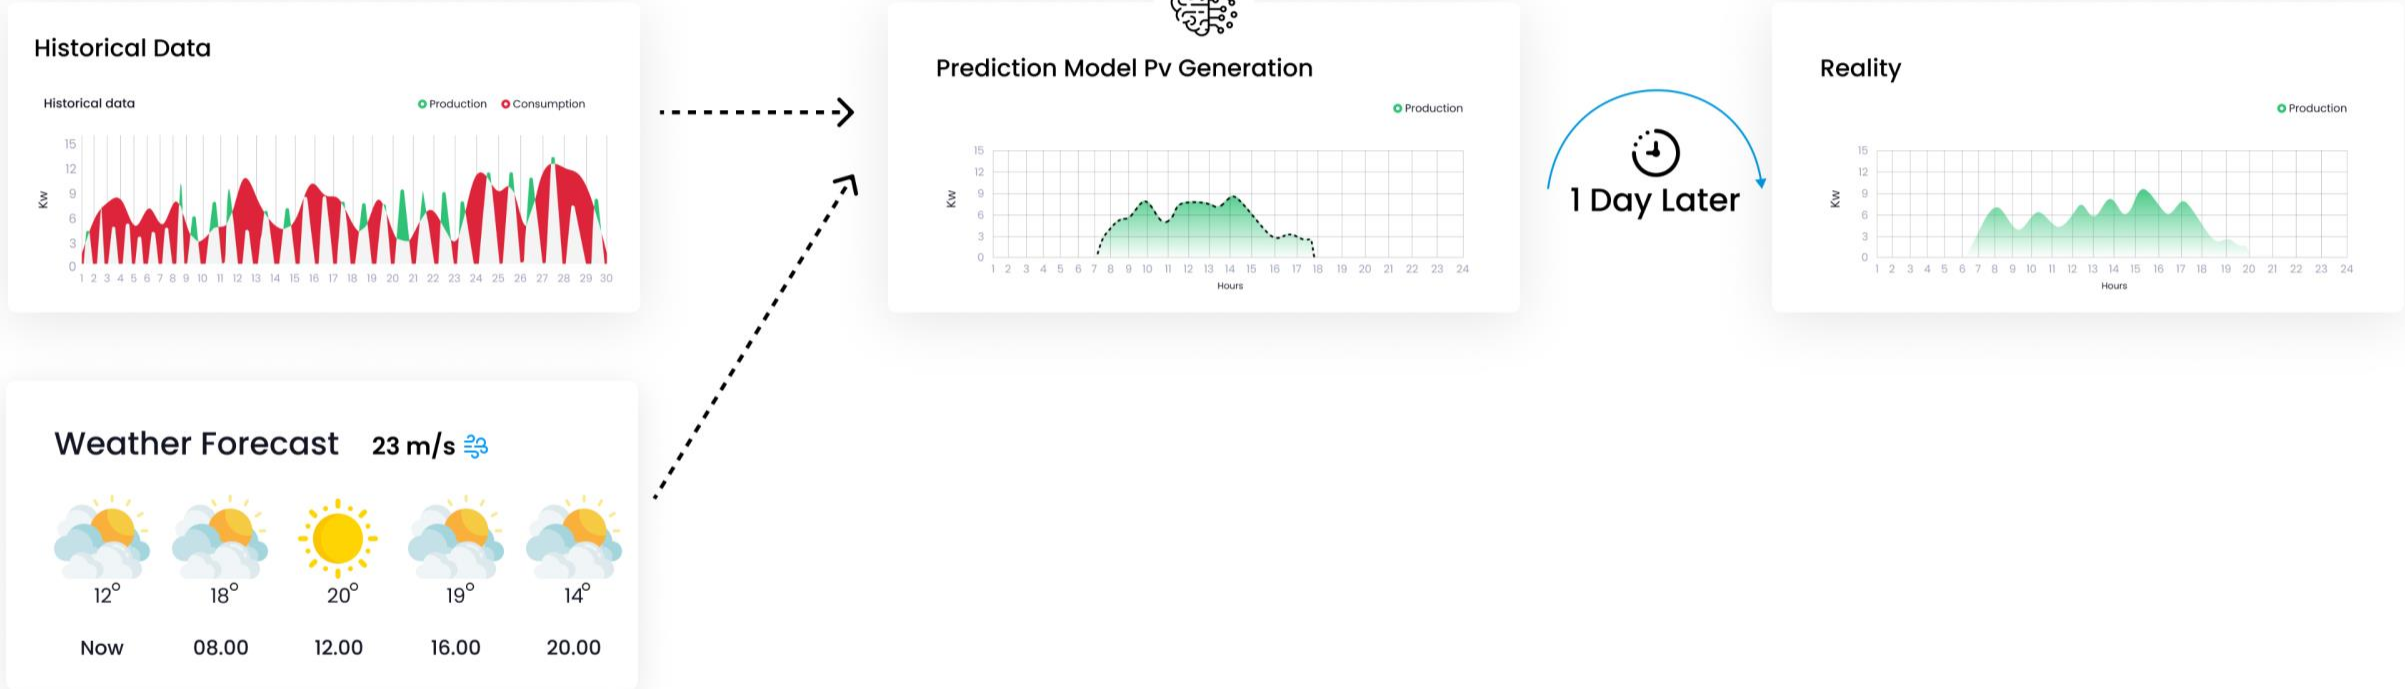 Historical Data
Historical data
Production Consumption
Kw
15
12
9
6
3
0
1 2 3 4 5 6 7 8 9 10 11 12 13 14 15 16 17 18 19 20 21 22 23 24 25 26 27 28 29 30
Prediction Model Pv Generation
Production
Kw
15
12
9
6
3
0
1 2 3 4 5 6 7 8 9 10 11 12 13 14 15 16 17 18 19 20 21 22 23 24
Hours
1 Day Later
Reality
Production
Kw
15
12
9
6
3
0
1 2 3 4 5 6 7 8 9 10 11 12 13 14 15 16 17 18 19 20 21 22 23 24
Hours
Weather Forecast 23 m/s
12° 18° 20° 19° 14°
Now 08.00 12.00 16.00 20.00